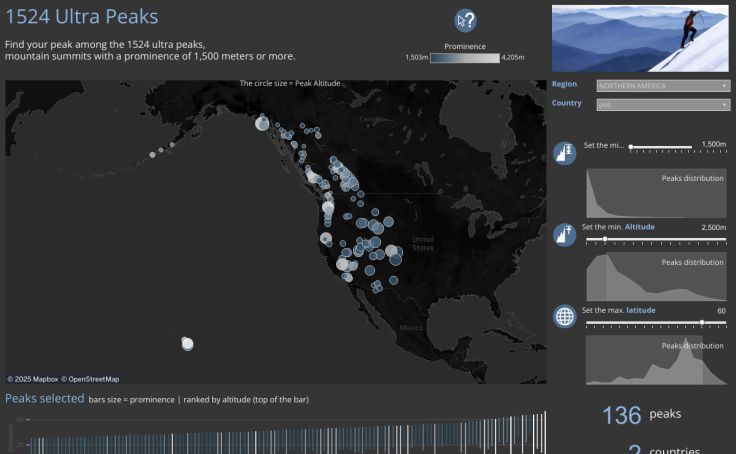 1524 Ultra Peaks
Find your peak among the 1524 ultra peaks,
mountain summits with a prominence of 1,500 meters or more.
?
Prominence
1,503m 4,205m
Region NORTHERN AMERICA
Country (All)
The circle size = Peak Altitude
Canada
United
States
Mexico
© 2025 Mapbox © OpenStreetMap
Set the mi... 1,500m
Peaks distribution
Set the min. Altitude 2,500m
Peaks distribution
Set the max. latitude 60
Peaks distribution
Peaks selected bars size = prominence | ranked by altitude (top of the bar)
136 peaks
2 countries
4K
2K
Elevation